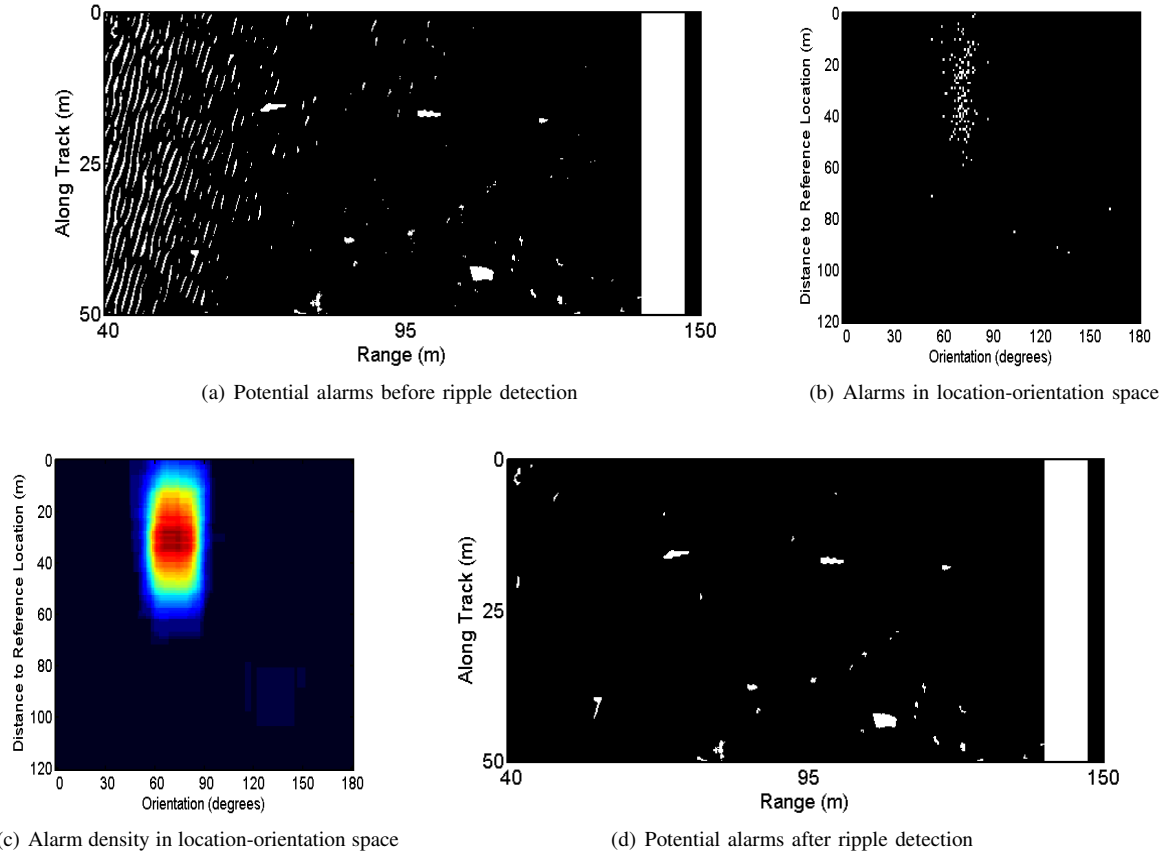 0
25
50
Along Track (m)
40
95
150
Range (m)
(a) Potential alarms before ripple detection
0
20
40
60
80
100
120
Distance to Reference Location (m)
0 30 60 90 120 150 180
Orientation (degrees)
(b) Alarms in location-orientation space
0
20
40
60
80
100
120
Distance to Reference Location (m)
0 30 60 90 120 150 180
Orientation (degrees)
c) Alarm density in location-orientation space
0
25
50
Along Track (m)
40
95
150
Range (m)
(d) Potential alarms after ripple detection